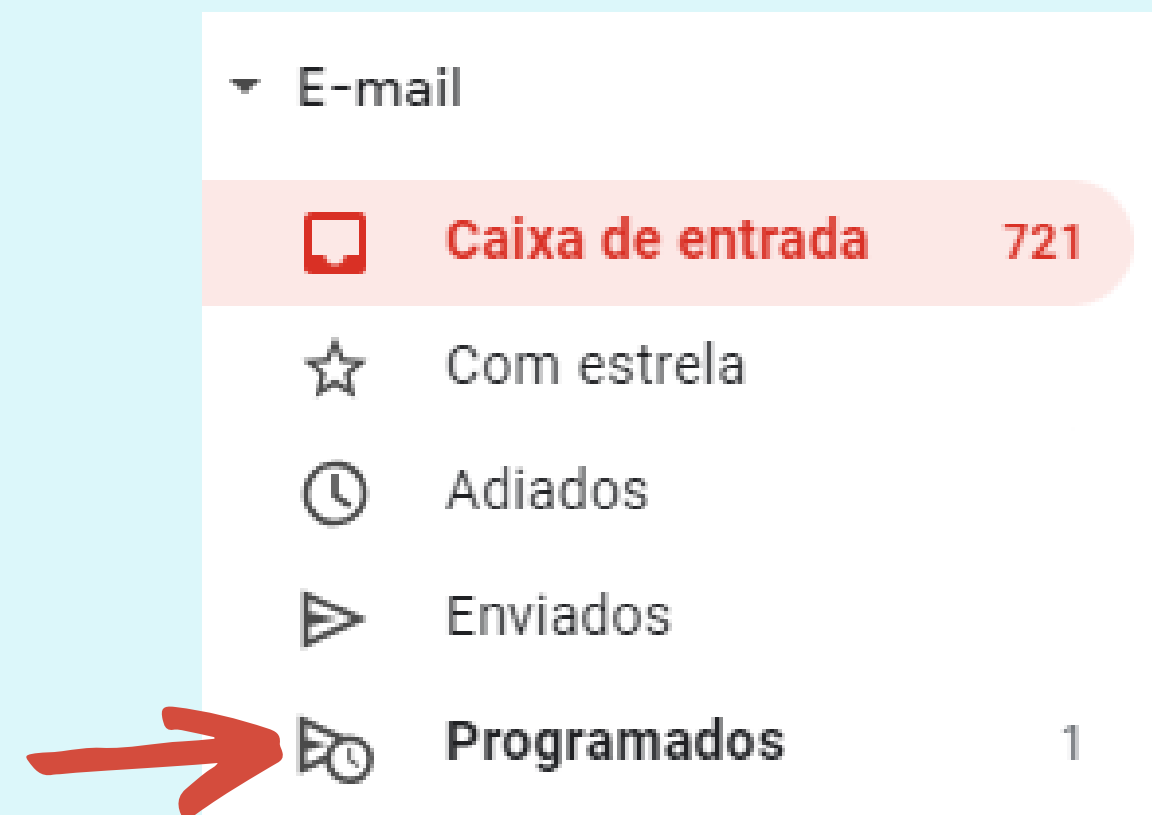 E-mail
Caixa de entrada 721
Com estrela
Adiados
Enviados
Programados 1